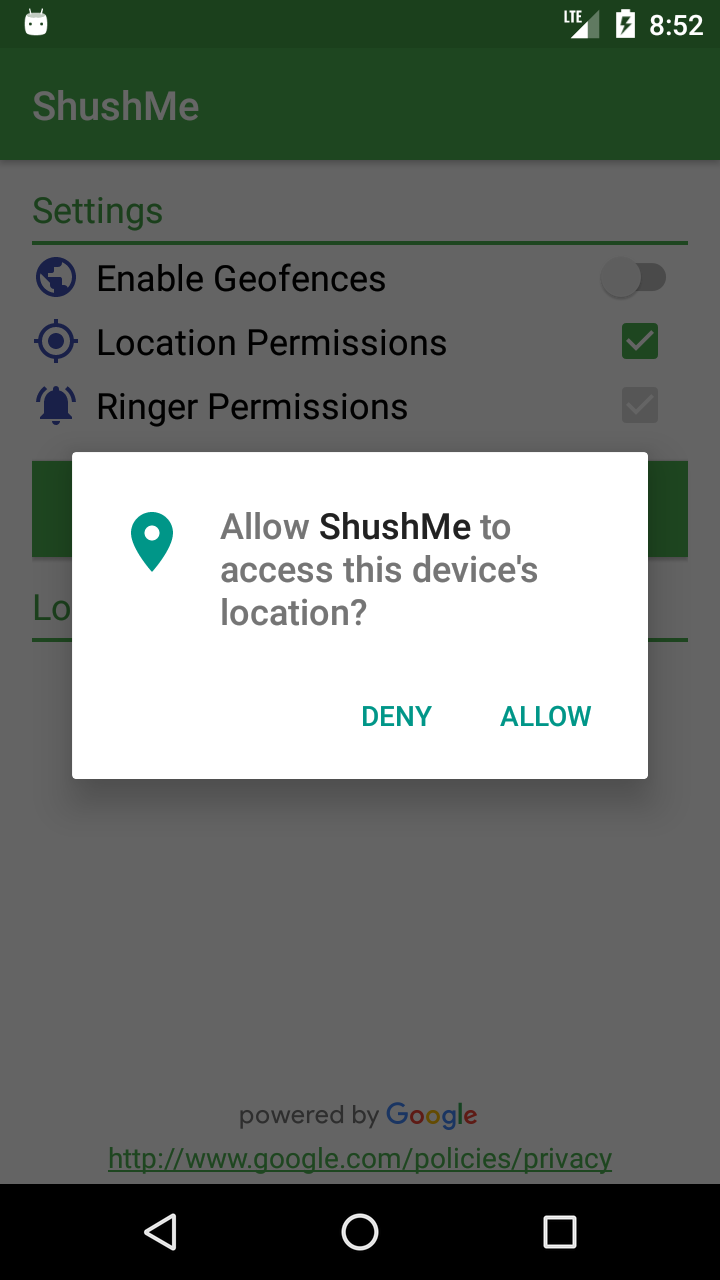 LTE 8:52
ShushMe
Settings
Enable Geofences
Location Permissions
Ringer Permissions
Allow ShushMe to
access this device's
location?
Lo
DENY ALLOW
powered by Google
http://www.google.com/policies/privacy